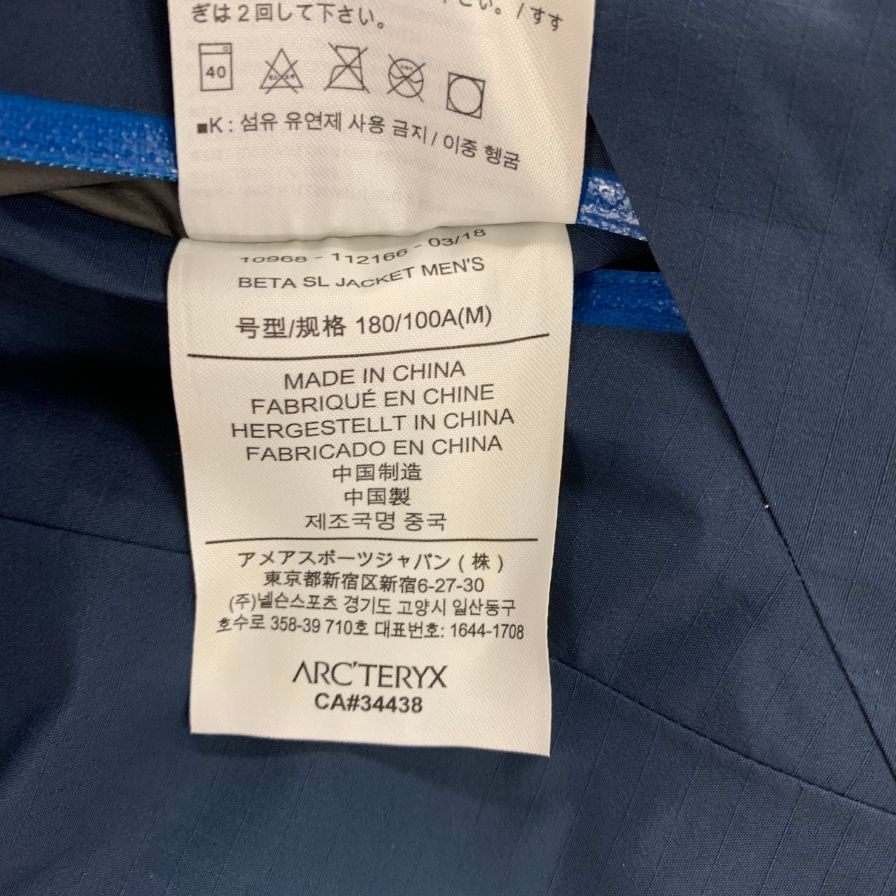 さい。/すす
ぎは2回して下さい。
40
■K : 섬유 유연제 사용 금지 / 이중 헹굼
10968 - 112166 - 03/18
BETA SL JACKET MEN'S
号型/规格 180/100A(M)
MADE IN CHINA
FABRIQUÉ EN CHINE
HERGESTELLT IN CHINA
FABRICADO EN CHINA
中国制造
中国製
제조국명 중국
アメアスポーツジャパン ( 株 )
東京都新宿区新宿6-27-30
(주)넬슨스포츠 경기도 고양시 일산동구
호수로 358-39 710호 대표번호: 1644-1708
ARC'TERYX
CA#34438